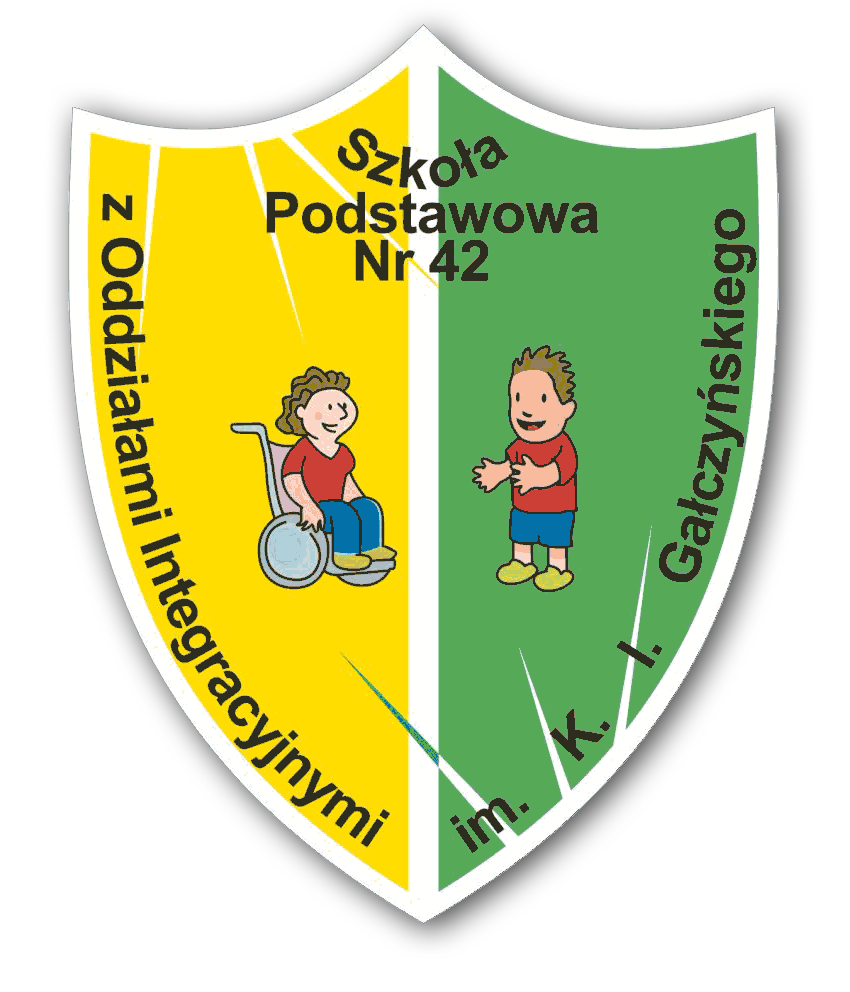 Szkoła
Podstawowa
Nr 42
z Oddziałami Integracyjnymi
im. K. I. Gałczyńskiego